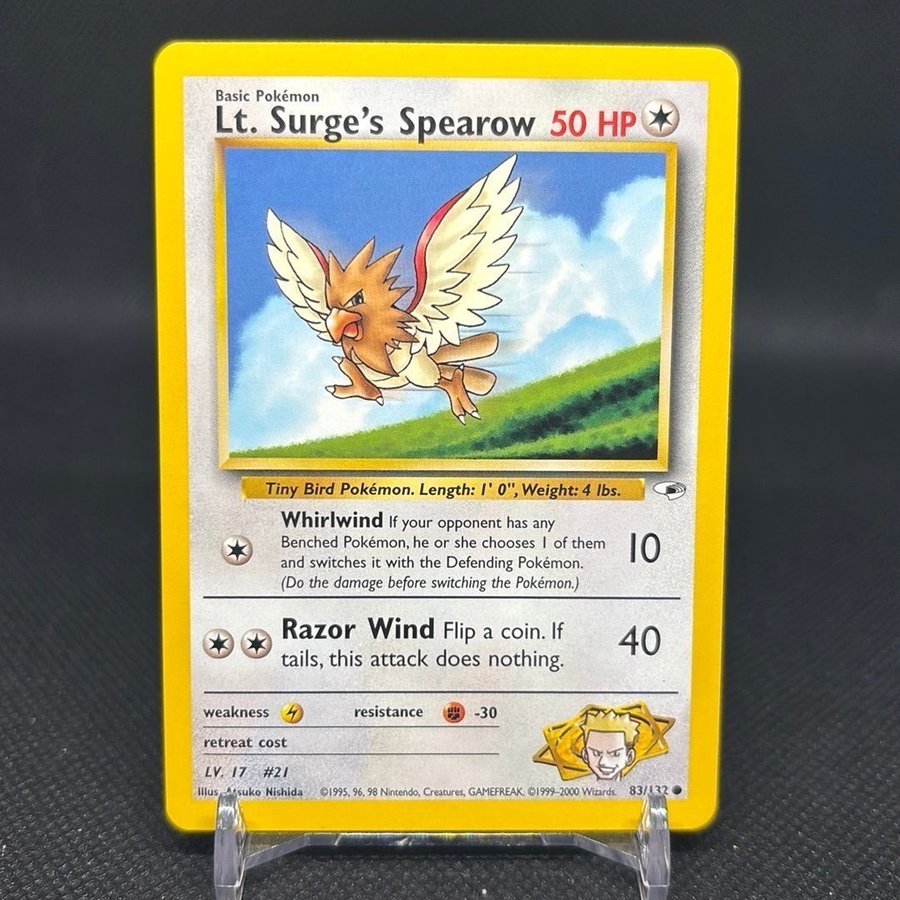 Basic Pokémon
Lt. Surge's Spearow 50 HP
Tiny Bird Pokémon. Length: 1' 0", Weight: 4 lbs.
Whirlwind If your opponent has any
Benched Pokémon, he or she chooses 1 of them
and switches it with the Defending Pokémon.
(Do the damage before switching the Pokémon.)
10
Razor Wind Flip a coin. If
tails, this attack does nothing.
40
weakness resistance -30
retreat cost
LV. 17 #21
Illus. Atsuko Nishida ©1995, 96, 98 Nintendo, Creatures, GAMEFREAK. ©1999-2000 Wizards. 83/132